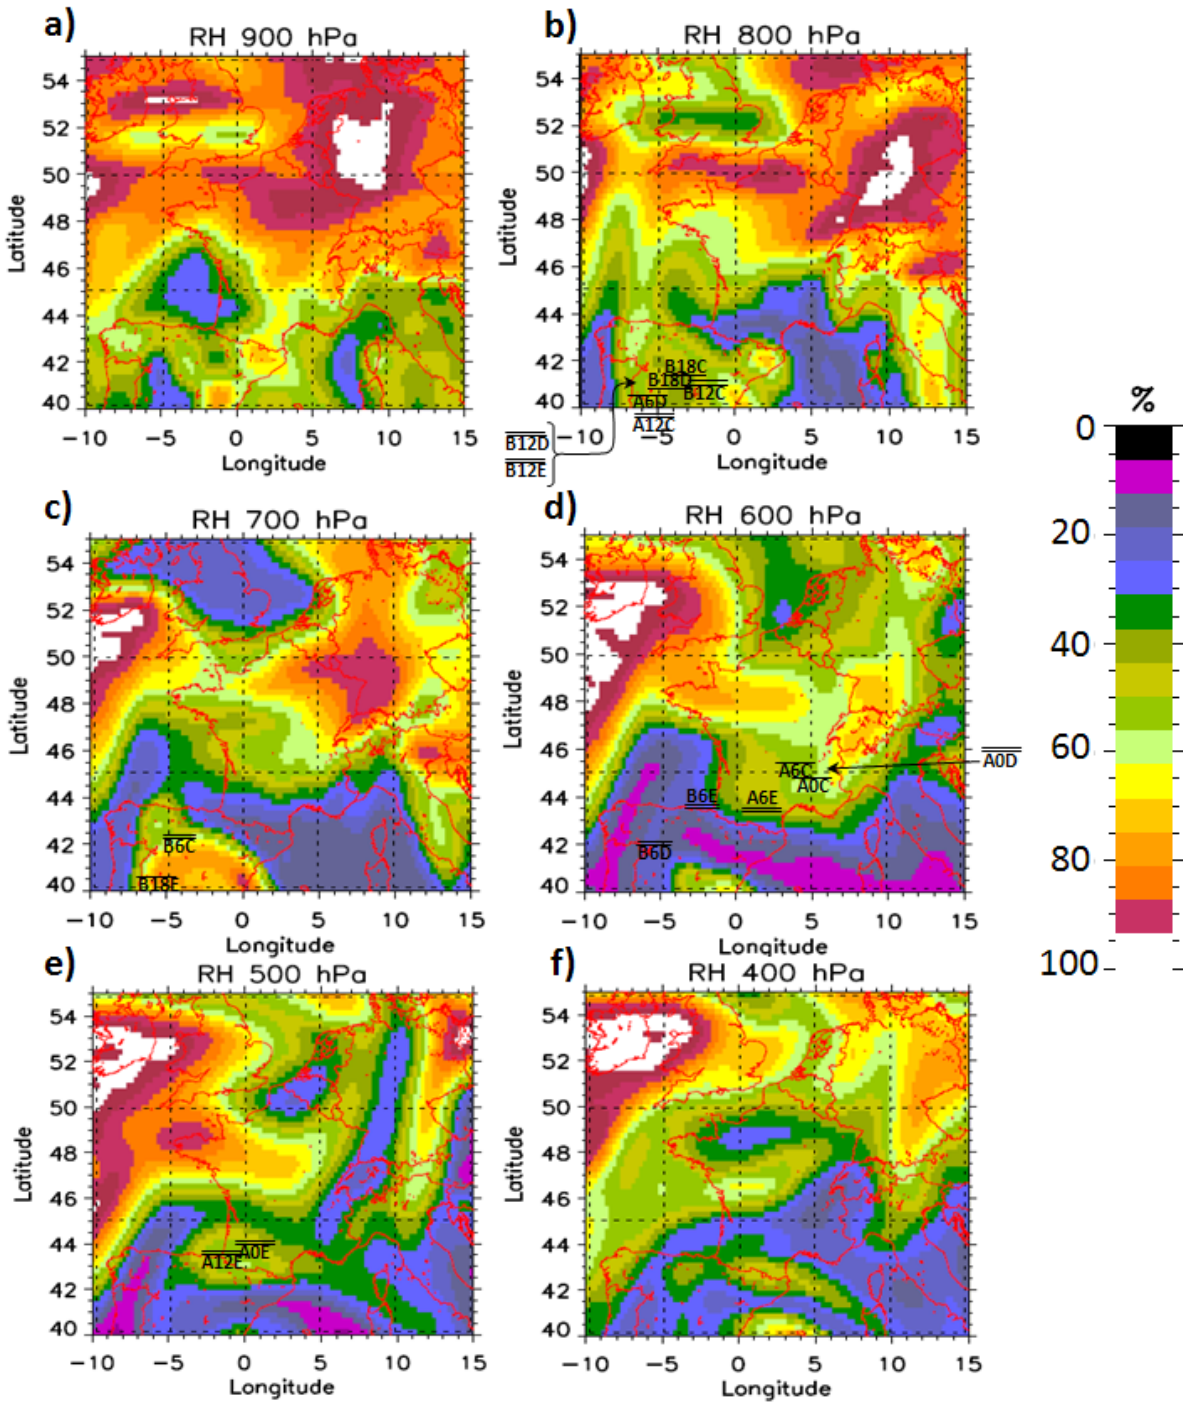 a)
RH 900 hPa
54
52
50
48
46
44
42
40
Latitude
-10 -5 0 5 10 15
Longitude
b)
RH 800 hPa
54
52
50
48
46
44
42
40
Latitude
B18C
B18D
B12C
A6D
A12C
B12D
B12E
-10 -5 0 5 10 15
Longitude
c)
RH 700 hPa
54
52
50
48
46
44
42
40
Latitude
B6C
B18E
-10 -5 0 5 10 15
Longitude
d)
RH 600 hPa
54
52
50
48
46
44
42
40
Latitude
A6C
A0C
A0D
B6E
A6E
B6D
-10 -5 0 5 10 15
Longitude
%
0
20
40
60
80
100
e)
RH 500 hPa
54
52
50
48
46
44
42
40
Latitude
A0E
A12E
-10 -5 0 5 10 15
Longitude
f)
RH 400 hPa
54
52
50
48
46
44
42
40
Latitude
-10 -5 0 5 10 15
Longitude